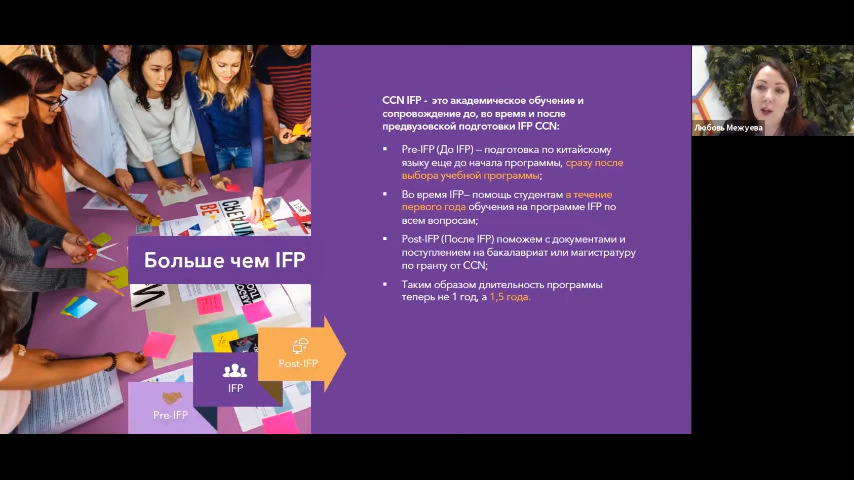 CCN IFP - это академическое обучение и
сопровождение до, во время и после
предвузовской подготовки IFP CCN:
Pre-IFP (До IFP) – подготовка по китайскому
языку еще до начала программы, сразу после
выбора учебной программы;
Во время IFP– помощь студентам в течение
первого года обучения на программе IFP по
всем вопросам;
Post-IFP (После IFP) поможем с документами и
поступлением на бакалавриат или магистратуру
по гранту от CCN;
Таким образом длительность программы
теперь не 1 год, а 1,5 года.
Больше чем IFP
Post-IFP
IFP
Pre-IFP
Любовь Межуева